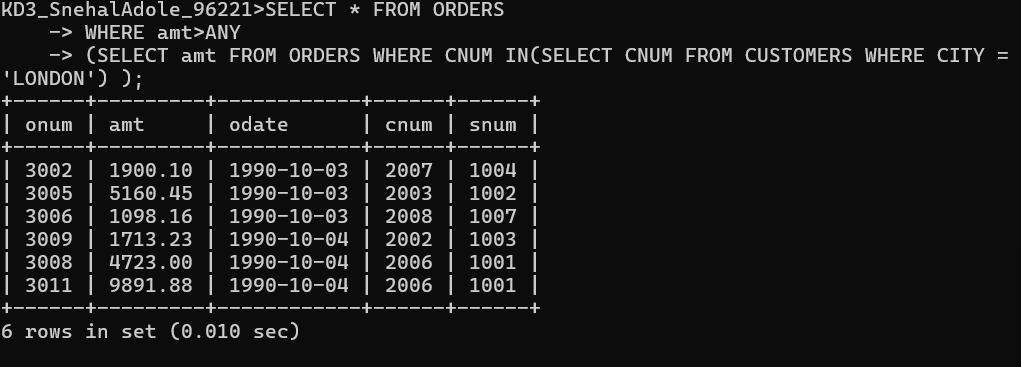 KD3_SnehalAdole_96221>SELECT * FROM ORDERS
    -> WHERE amt>ANY
    -> (SELECT amt FROM ORDERS WHERE CNUM IN(SELECT CNUM FROM CUSTOMERS WHERE CITY =
'LONDON') );
+------+---------+------------+------+------+
| onum | amt     | odate      | cnum | snum |
+------+---------+------------+------+------+
| 3002 | 1900.10 | 1990-10-03 | 2007 | 1004 |
| 3005 | 5160.45 | 1990-10-03 | 2003 | 1002 |
| 3006 | 1098.16 | 1990-10-03 | 2008 | 1007 |
| 3009 | 1713.23 | 1990-10-04 | 2002 | 1003 |
| 3008 | 4723.00 | 1990-10-04 | 2006 | 1001 |
| 3011 | 9891.88 | 1990-10-04 | 2006 | 1001 |
+------+---------+------------+------+------+
6 rows in set (0.010 sec)